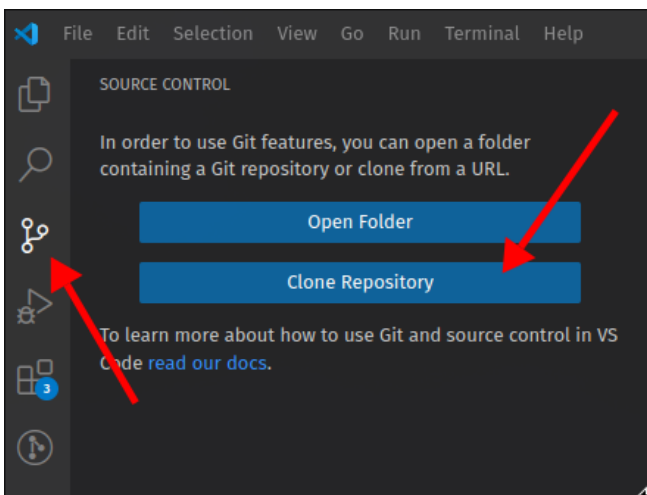 File Edit Selection View Go Run Terminal Help
SOURCE CONTROL
In order to use Git features, you can open a folder
containing a Git repository or clone from a URL.
Open Folder
Clone Repository
To learn more about how to use Git and source control in VS
Code read our docs.
3